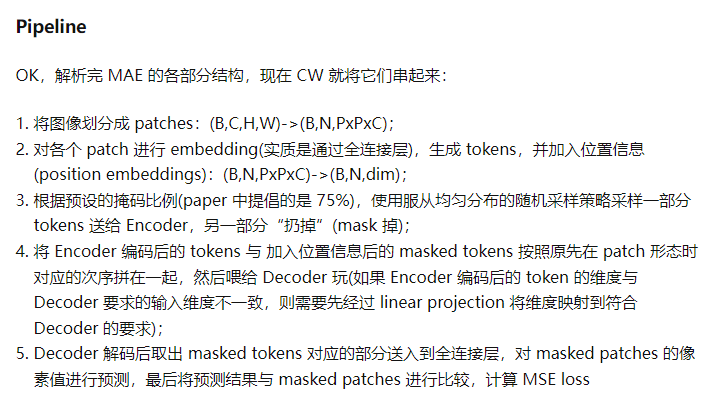 Pipeline
OK，解析完 MAE 的各部分结构，现在 CW 就将它们串起来：
1. 将图像划分成 patches：(B,C,H,W)->(B,N,PxPxC)；
2. 对各个 patch 进行 embedding(实质是通过全连接层)，生成 tokens，并加入位置信息
(position embeddings)：(B,N,PxPxC)->(B,N,dim)；
3. 根据预设的掩码比例(paper 中提倡的是 75%)，使用服从均匀分布的随机采样策略采样一部分
tokens 送给 Encoder，另一部分“扔掉”(mask 掉)；
4. 将 Encoder 编码后的 tokens 与 加入位置信息后的 masked tokens 按照原先在 patch 形态时
对应的次序拼在一起，然后喂给 Decoder 玩(如果 Encoder 编码后的 token 的维度与
Decoder 要求的输入维度不一致，则需要先经过 linear projection 将维度映射到符合
Decoder 的要求)；
5. Decoder 解码后取出 masked tokens 对应的部分送入到全连接层，对 masked patches 的像
素值进行预测，最后将预测结果与 masked patches 进行比较，计算 MSE loss